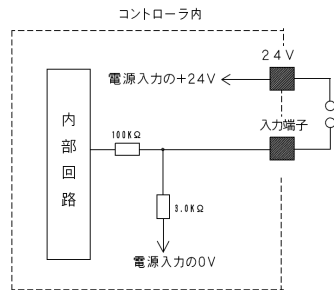 コントローラ内
24V
電源入力の+24V
入力端子
内部回路
100KΩ
3.0KΩ
電源入力の0V